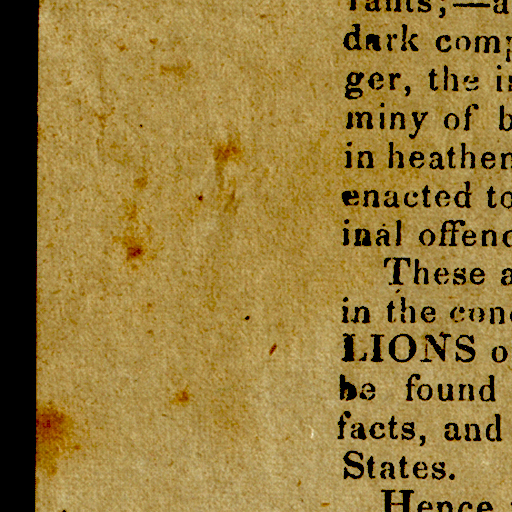 rants;—a
dark comp
ger, the i
miny of b
in heathen
enacted to
inal offenc
These a
in the con
LIONS o
be found
facts, and
States.
Hence